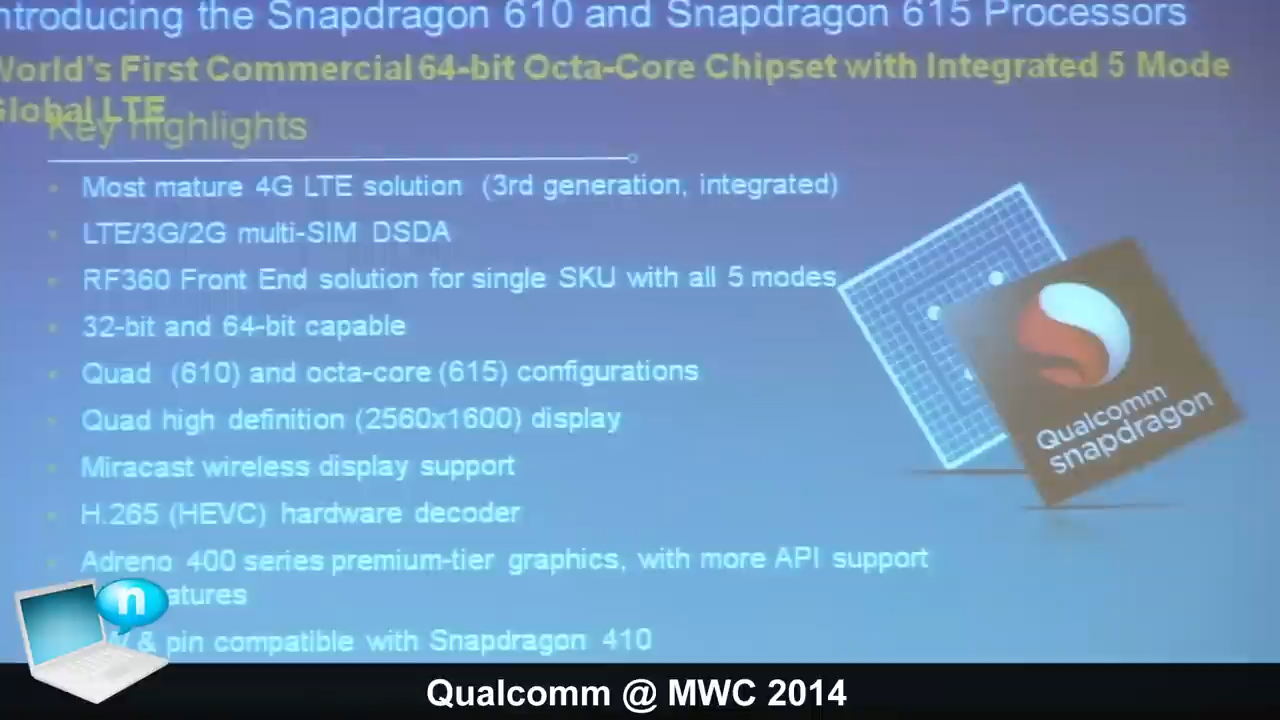 ntroducing the Snapdragon 610 and Snapdragon 615 Processors
World's First Commercial 64-bit Octa-Core Chipset with Integrated 5 Mode
Global LTE
Key highlights
Most mature 4G LTE solution (3rd generation, integrated)
LTE/3G/2G multi-SIM DSDA
RF360 Front End solution for single SKU with all 5 modes
32-bit and 64-bit capable
Quad (610) and octa-core (615) configurations
Quad high definition (2560x1600) display
Miracast wireless display support
H.265 (HEVC) hardware decoder
Adreno 400 series premium-tier graphics, with more API support
atures
& pin compatible with Snapdragon 410
Qualcomm
snapdragon
n
Qualcomm @ MWC 2014